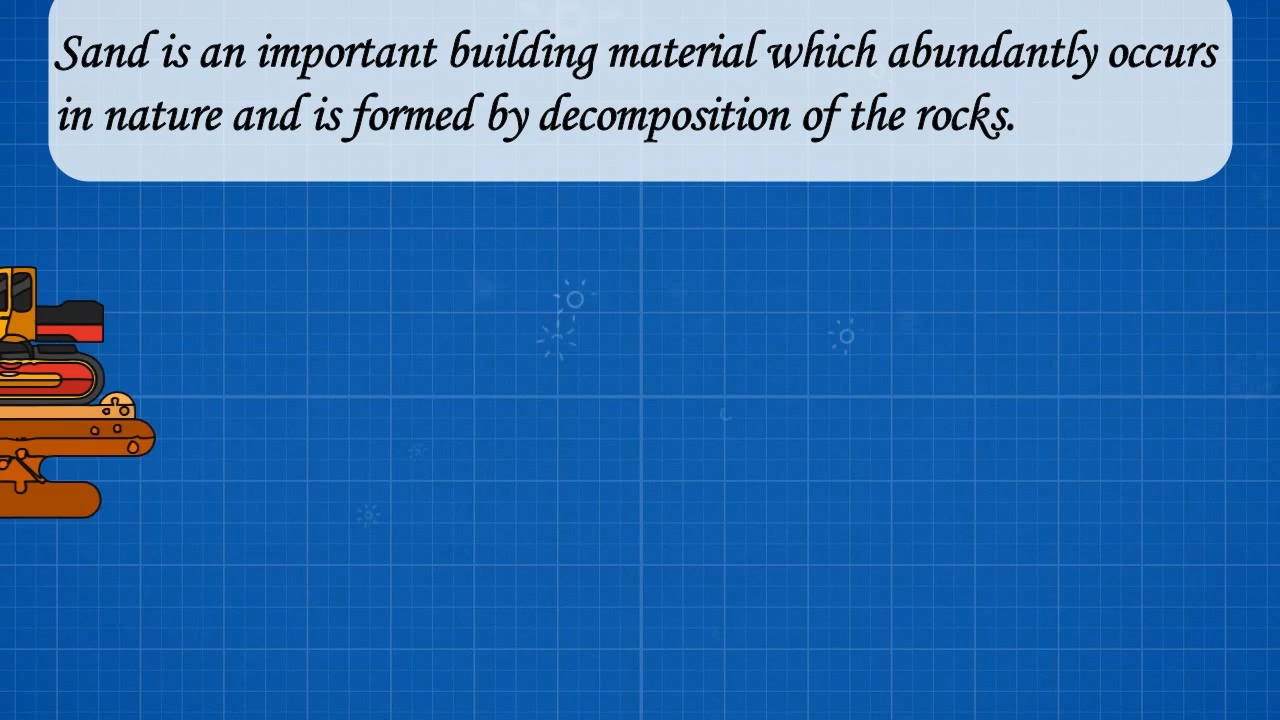 Sand is an important building material which abundantly occurs
in nature and is formed by decomposition of the rocks.